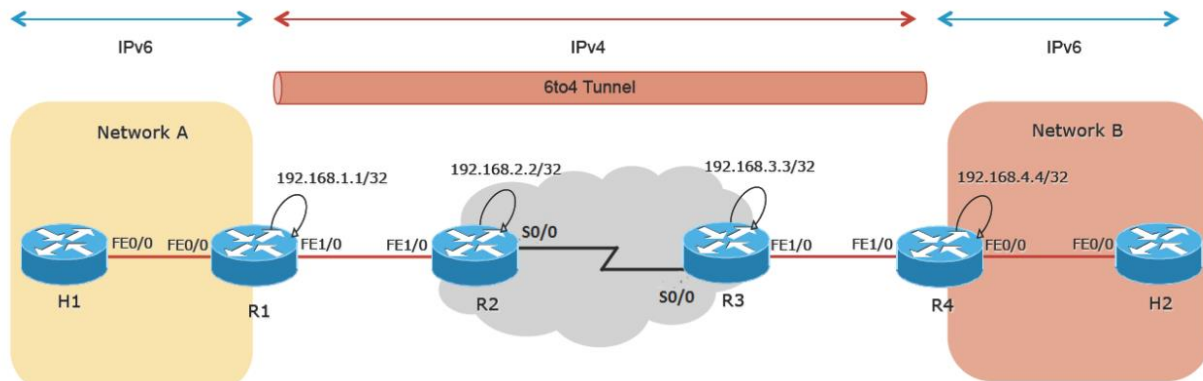 IPv6
IPv4
IPv6
6to4 Tunnel
Network A
Network B
192.168.1.1/32
192.168.2.2/32
192.168.3.3/32
192.168.4.4/32
FE0/0
FE0/0
FE1/0
FE1/0
S0/0
S0/0
FE1/0
FE1/0
FE0/0
FE0/0
H1
R1
R2
R3
R4
H2